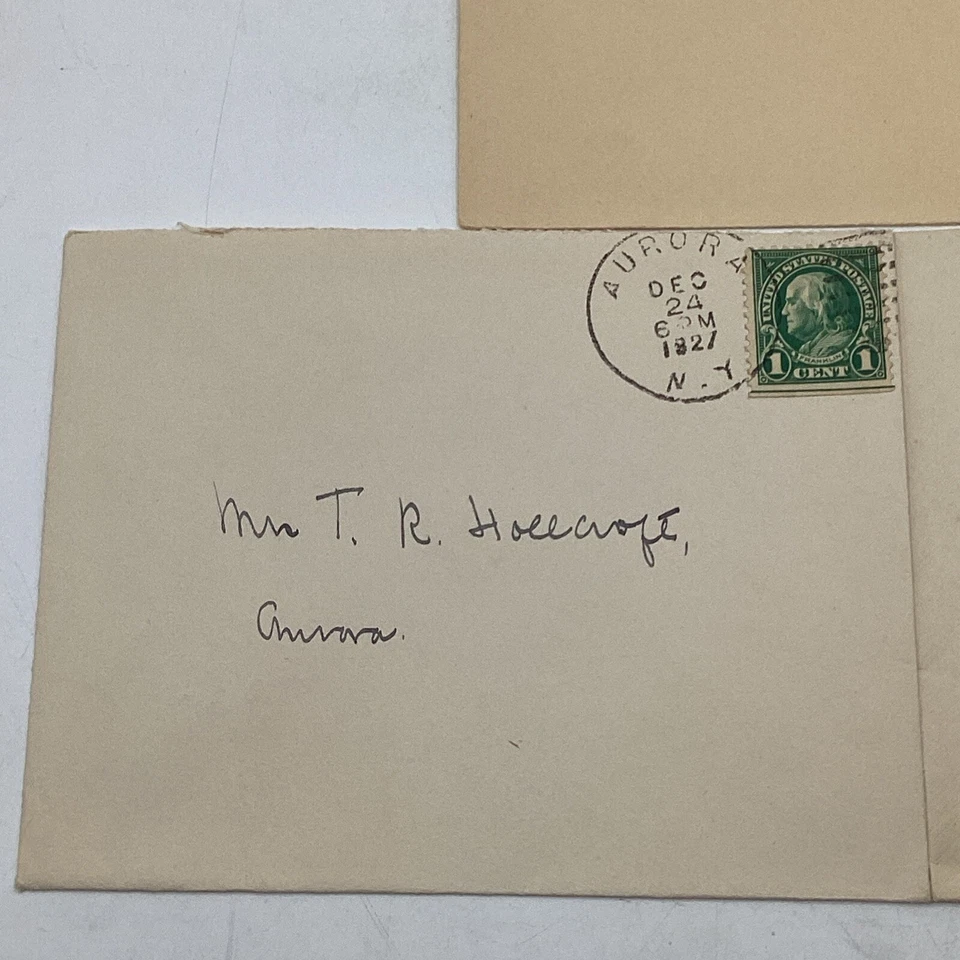 AURORA
DEC
24
6 PM
1927
N.Y
UNITED STATES POSTAGE
FRANKLIN
1 CENT 1
Mrs T. R. Hollcroft,
Aurora.